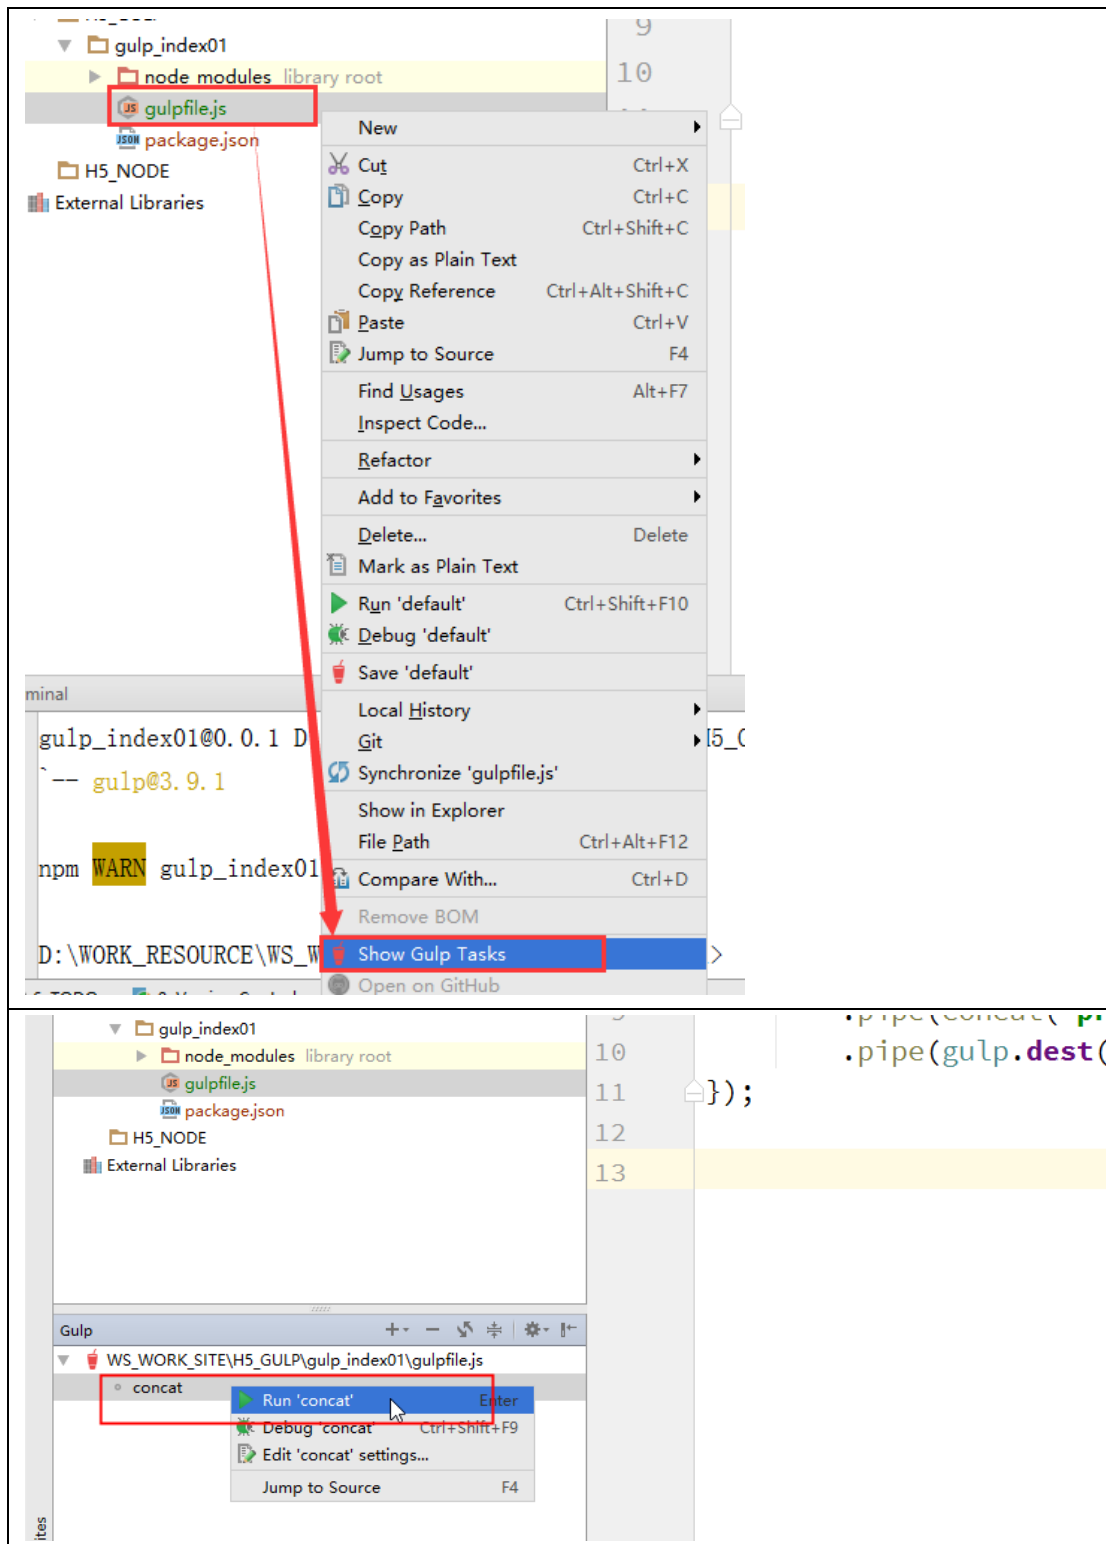 gulp_index01
node_modules library root
gulpfile.js
package.json
H5_NODE
External Libraries
9
10
New
Cut Ctrl+X
Copy Ctrl+C
Copy Path Ctrl+Shift+C
Copy as Plain Text
Copy Reference Ctrl+Alt+Shift+C
Paste Ctrl+V
Jump to Source F4
Find Usages Alt+F7
Inspect Code...
Refactor
Add to Favorites
Delete... Delete
Mark as Plain Text
Run 'default' Ctrl+Shift+F10
Debug 'default'
Save 'default'
Local History
Git
Synchronize 'gulpfile.js'
Show in Explorer
File Path Ctrl+Alt+F12
Compare With... Ctrl+D
Remove BOM
Show Gulp Tasks
Open on GitHub
minal
gulp_index01@0.0.1 D
`-- gulp@3.9.1
npm WARN gulp_index01
D:\WORK_RESOURCE\WS_W >
gulp_index01
node_modules library root
gulpfile.js
package.json
H5_NODE
External Libraries
.pipe(concat('pr
10 .pipe(gulp.dest(
11 });
12
13
Gulp
WS_WORK_SITE\H5_GULP\gulp_index01\gulpfile.js
concat
Run 'concat' Enter
Debug 'concat' Ctrl+Shift+F9
Edit 'concat' settings...
Jump to Source F4
ites